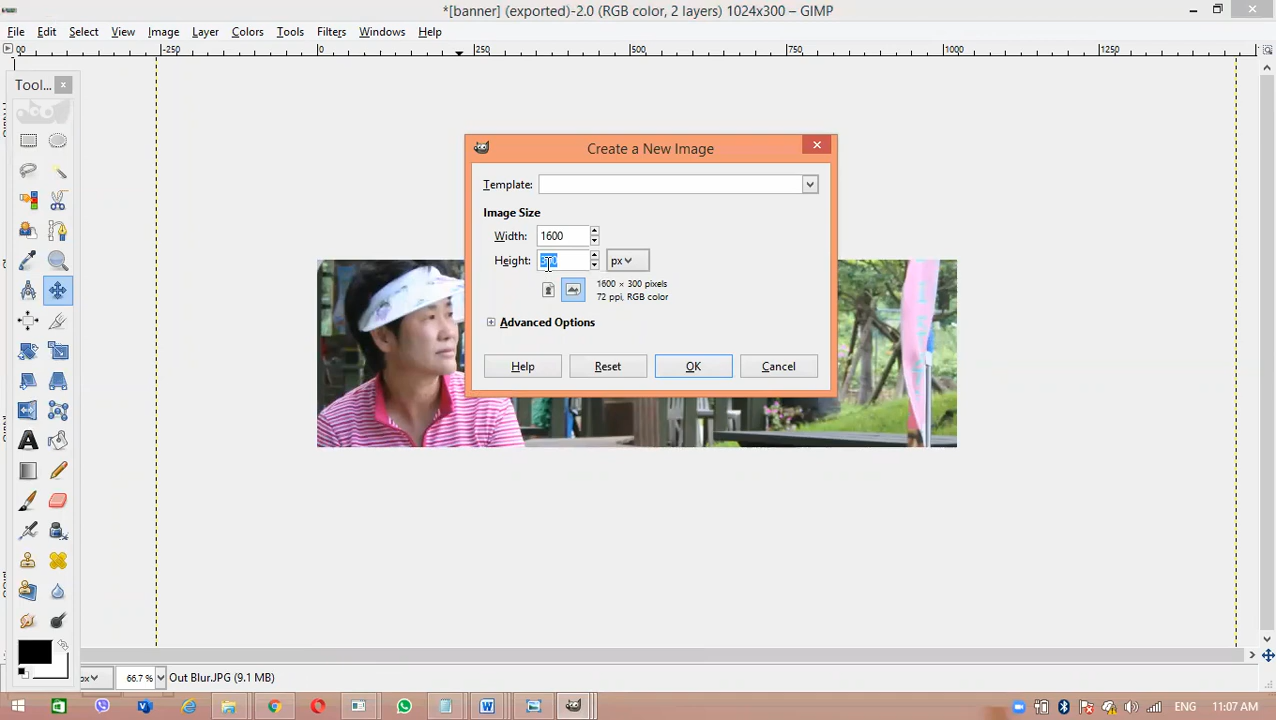 *[banner] (exported)-2.0 (RGB color, 2 layers) 1024x300 – GIMP
File Edit Select View Image Layer Colors Tools Filters Windows Help
00 -250 0 250 500 750 1000 1250
Tool...
Create a New Image
Template:
Image Size
Width: 1600
Height: 300 px
1600 × 300 pixels
72 ppi, RGB color
Advanced Options
Help Reset OK Cancel
px 66.7 % Out Blur.JPG (9.1 MB)
ENG 11:07 AM